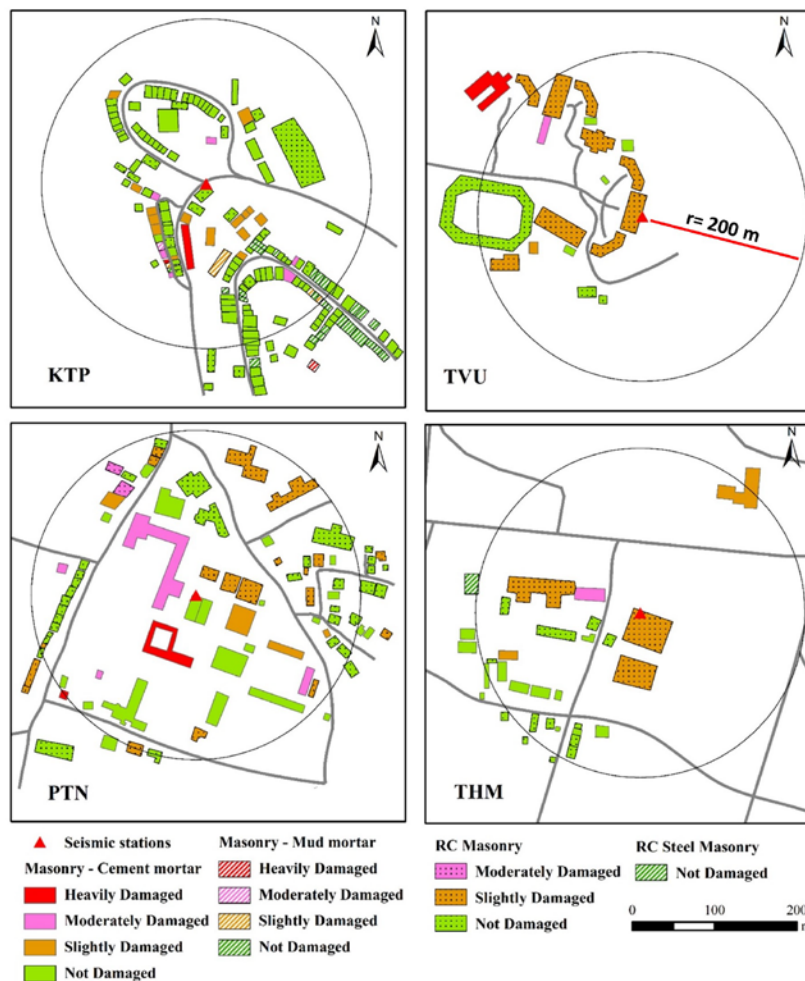 N
KTP
N
r= 200 m
TVU
N
PTN
N
THM
Seismic stations
Masonry - Cement mortar
Heavily Damaged
Moderately Damaged
Slightly Damaged
Not Damaged
Masonry - Mud mortar
Heavily Damaged
Moderately Damaged
Slightly Damaged
Not Damaged
RC Masonry
Moderately Damaged
Slightly Damaged
Not Damaged
RC Steel Masonry
Not Damaged
0 100 200
m